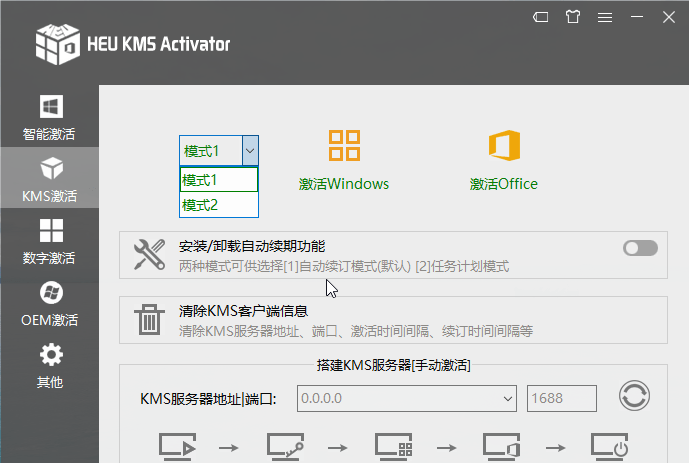 HEU KMS Activator
智能激活
KMS激活
数字激活
OEM激活
其他
模式1
模式1
模式2
激活Windows
激活Office
安装/卸载自动续期功能
两种模式可供选择[1]自动续订模式(默认) [2]任务计划模式
清除KMS客户端信息
清除KMS服务器地址、端口、激活时间间隔、续订时间间隔等
搭建KMS服务器[手动激活]
KMS服务器地址|端口:
0.0.0.0
1688